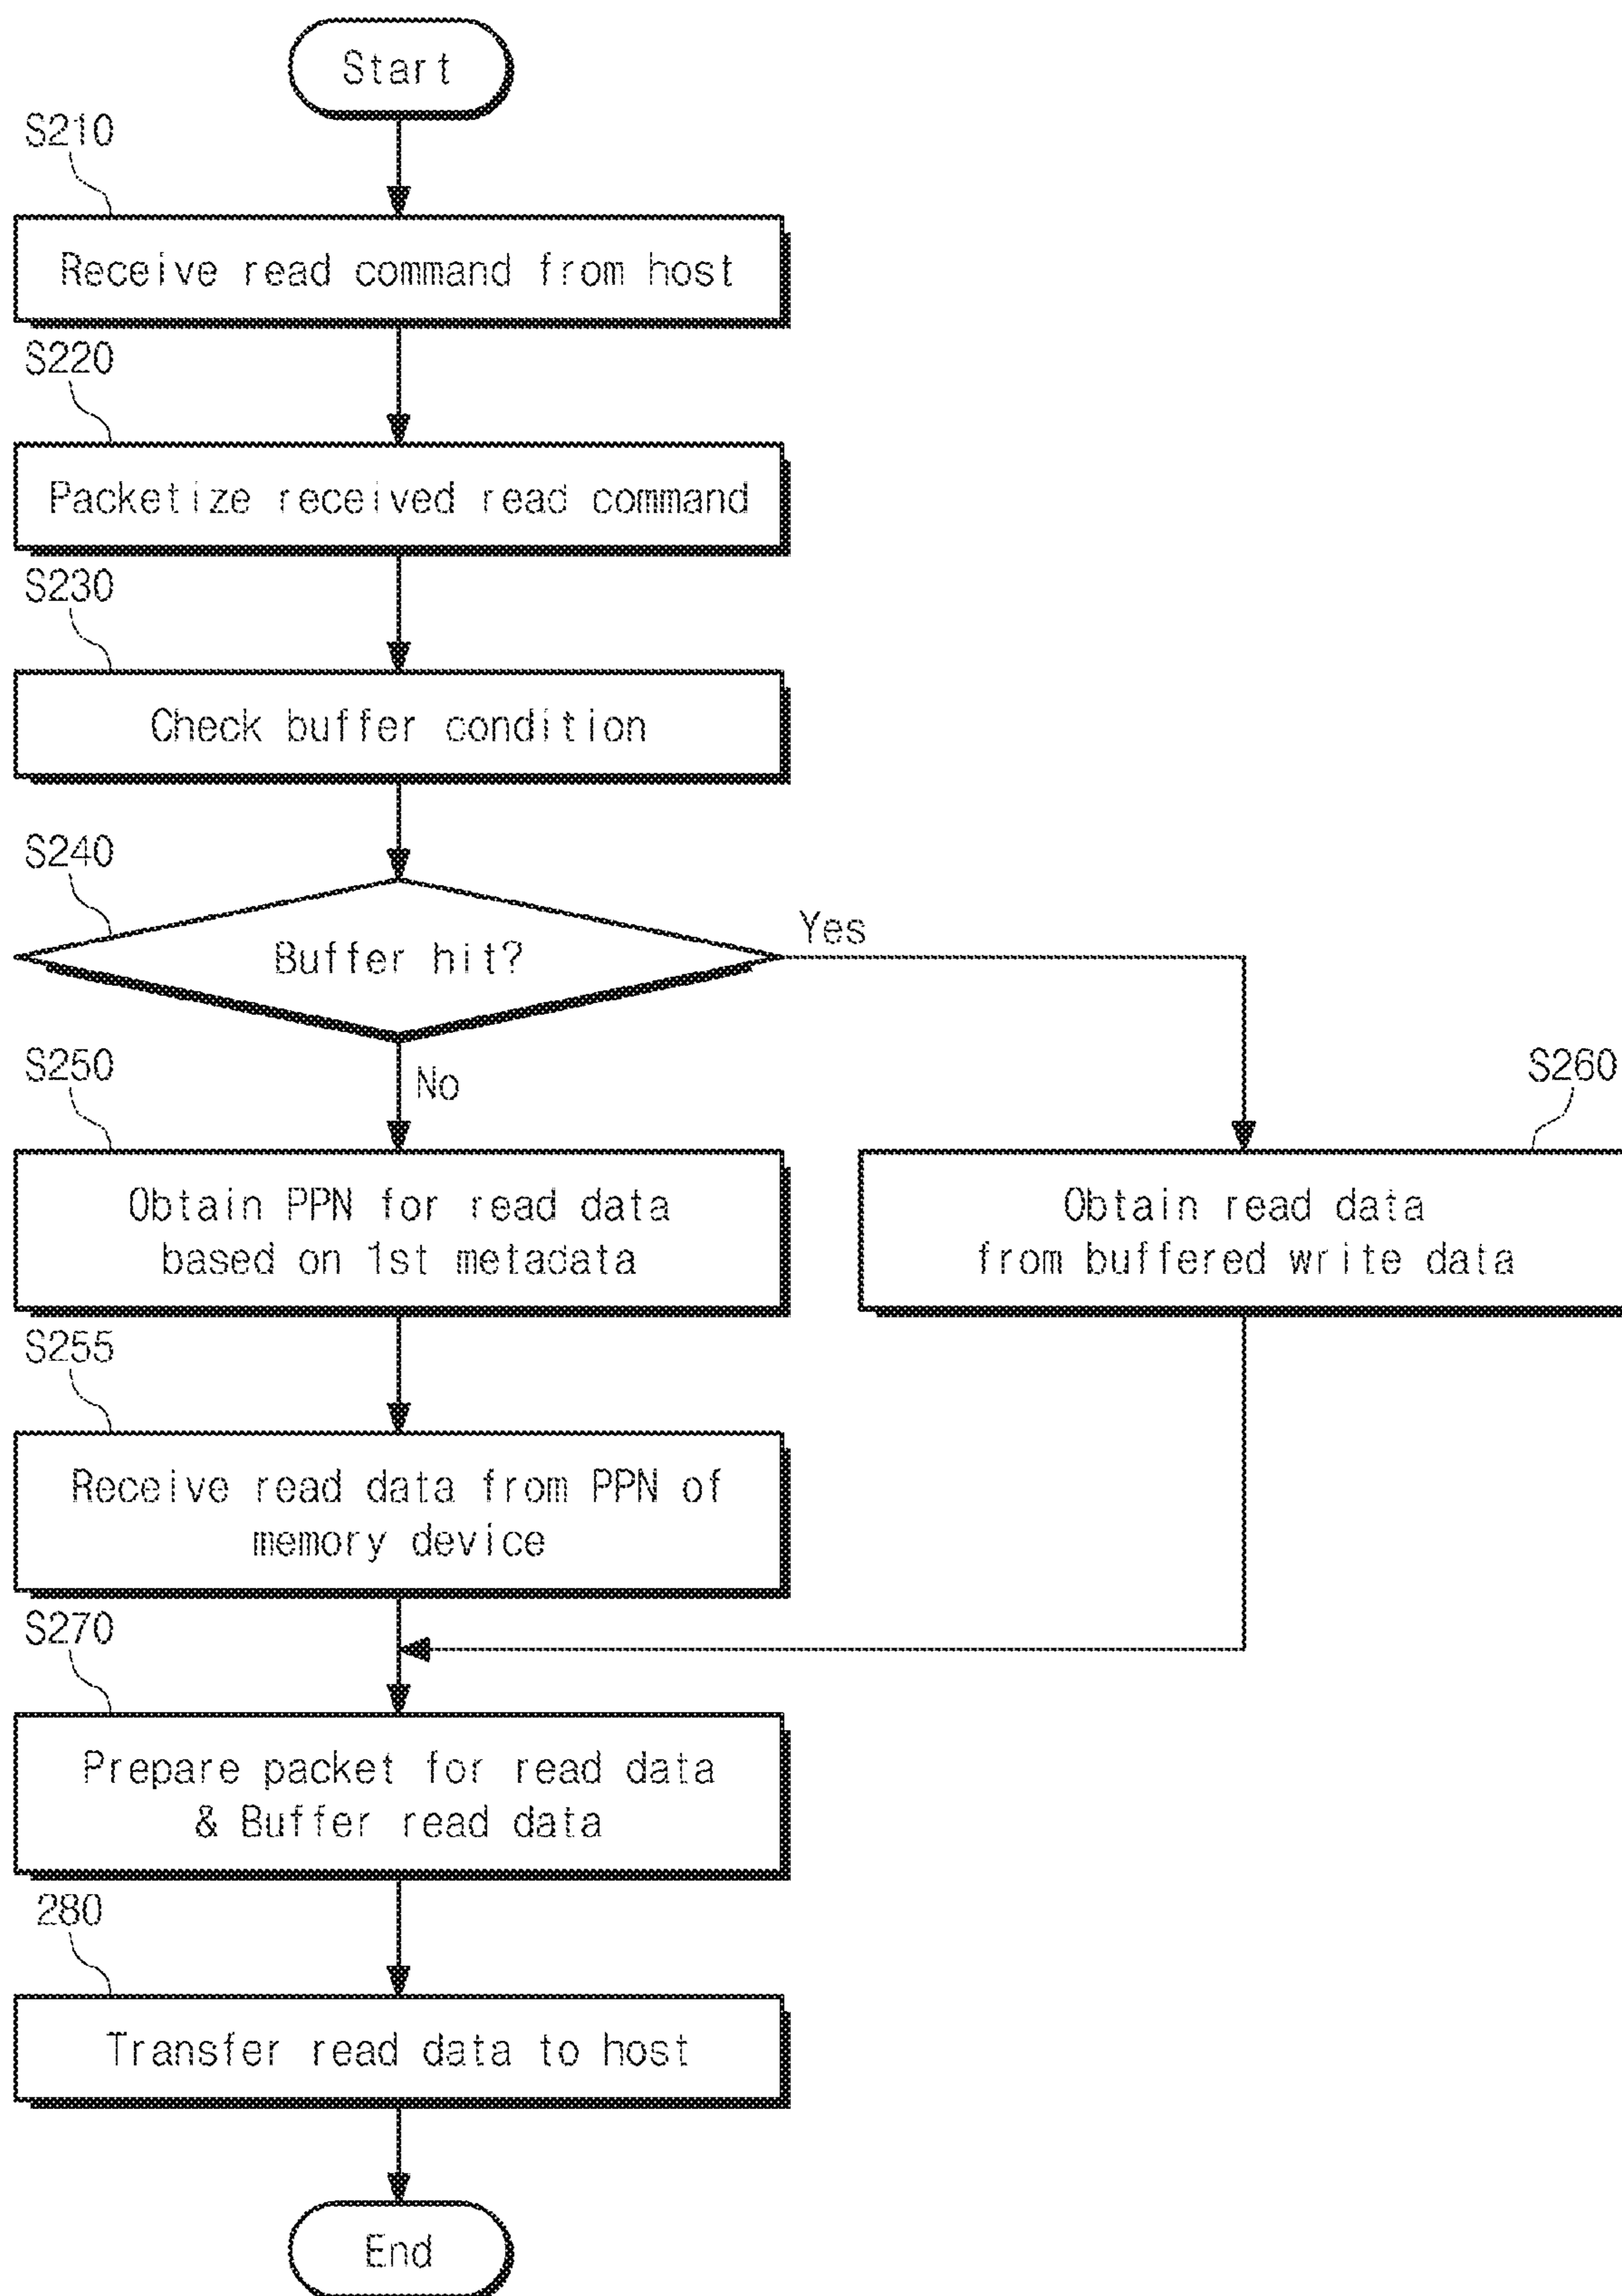 Start
S210
Receive read command from host
S220
Packetize received read command
S230
Check buffer condition
S240
Buffer hit?
Yes
No
S250
Obtain PPN for read data
based on 1st metadata
S260
Obtain read data
from buffered write data
S255
Receive read data from PPN of
memory device
S270
Prepare packet for read data
& Buffer read data
280
Transfer read data to host
End